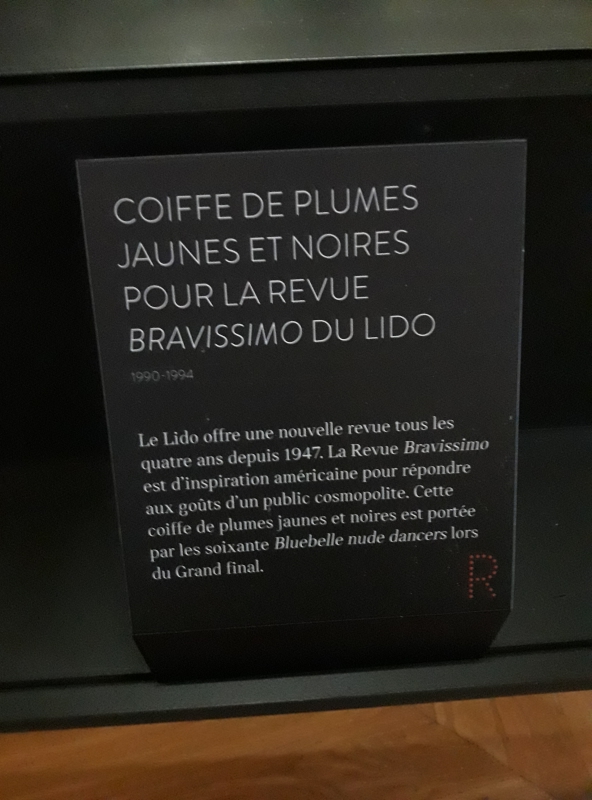 COIFFE DE PLUMES
JAUNES ET NOIRES
POUR LA REVUE
BRAVISSIMO DU LIDO
1990-1994
Le Lido offre une nouvelle revue tous les
quatre ans depuis 1947. La Revue Bravissimo
est d'inspiration américaine pour répondre
aux goûts d'un public cosmopolite. Cette
coiffe de plumes jaunes et noires est portée
par les soixante Bluebelle nude dancers lors
du Grand final.
R